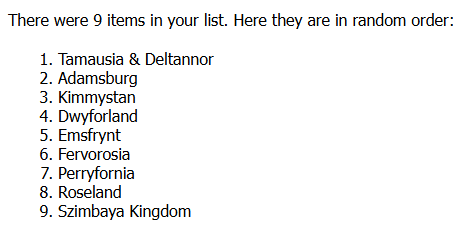 There were 9 items in your list. Here they are in random order:
1. Tamausia & Deltannor
2. Adamsburg
3. Kimmystan
4. Dwyforland
5. Emsfrynt
6. Fervorosia
7. Perryfornia
8. Roseland
9. Szimbaya Kingdom